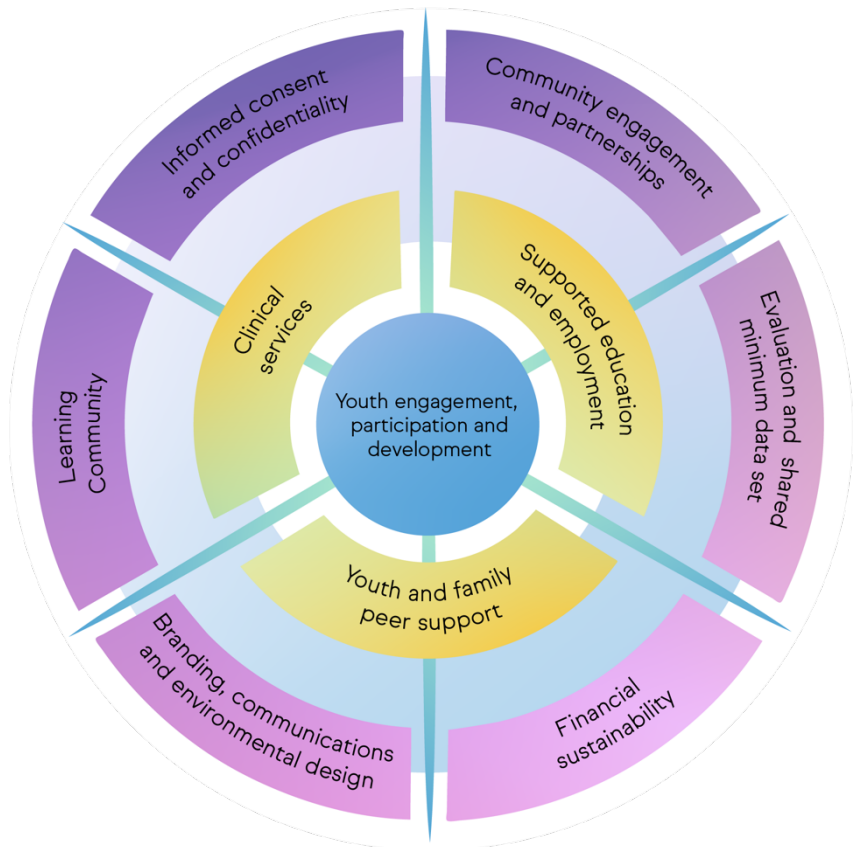 Informed consent
and confidentiality
Community engagement
and partnerships
Clinical
services
Supported education
and employment
Learning
Community
Youth engagement,
participation and
development
Evaluation and shared
minimum data set
Youth and family
peer support
Branding, communications
and environmental design
Financial
sustainability